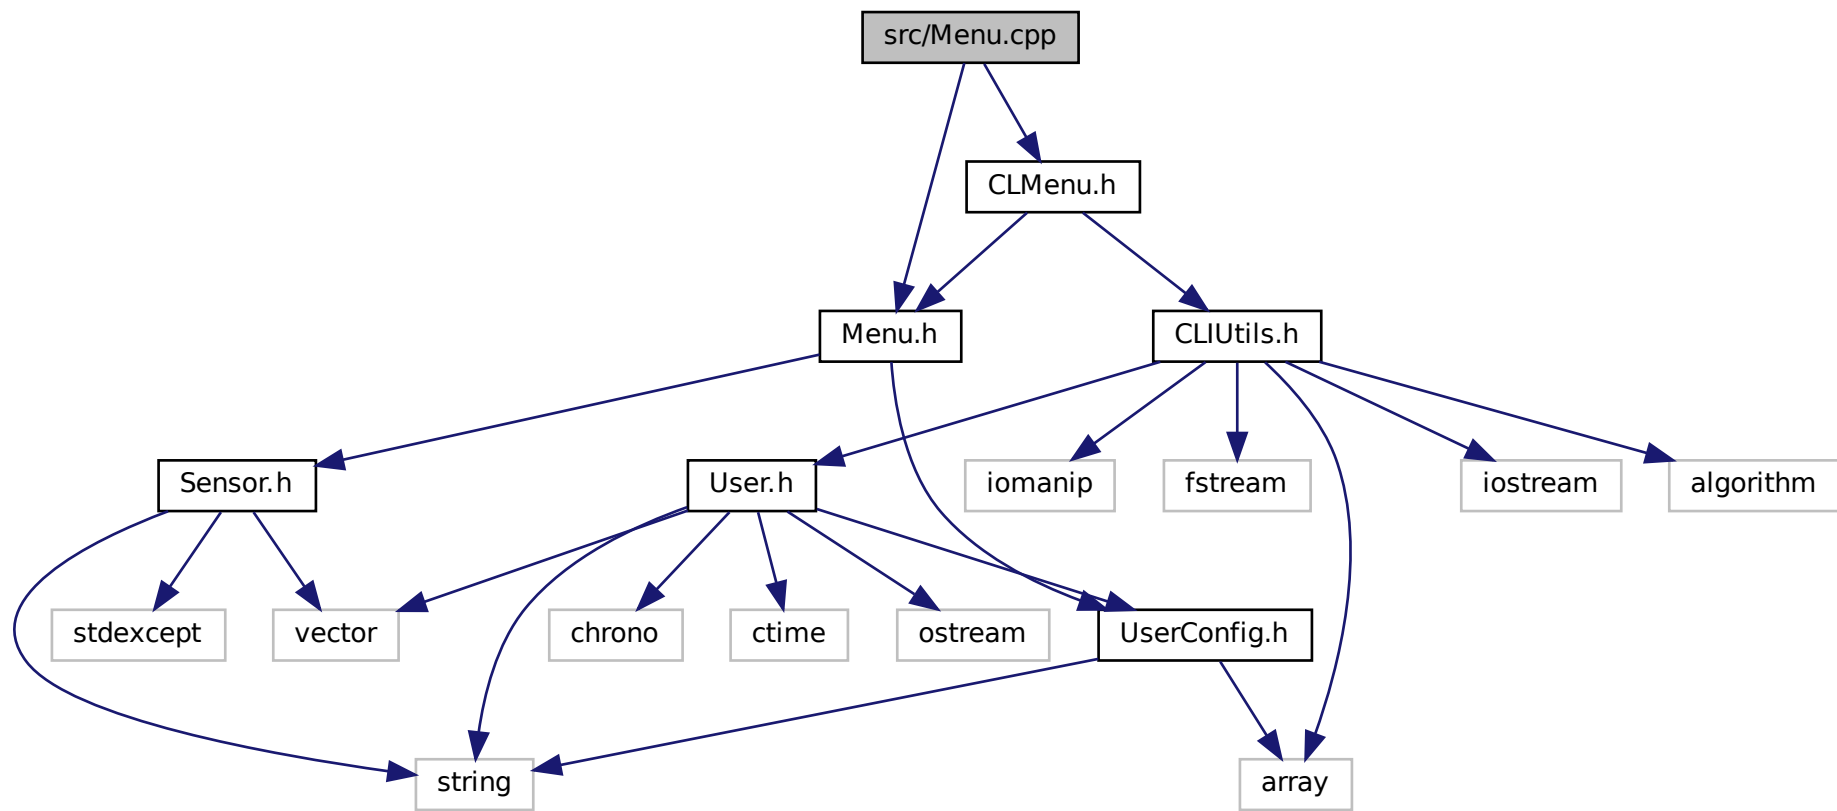 src/Menu.cpp
CLMenu.h
Menu.h
CLIUtils.h
Sensor.h
User.h
iomanip
fstream
iostream
algorithm
stdexcept
vector
chrono
ctime
ostream
UserConfig.h
string
array